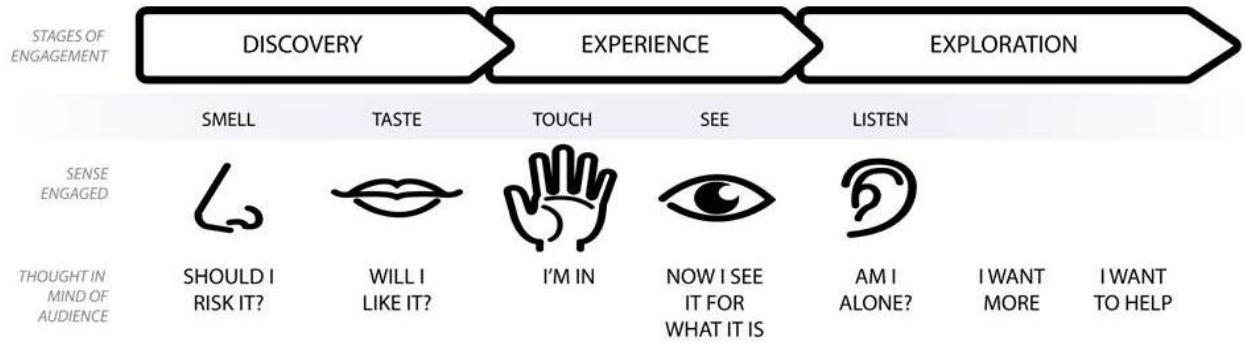 STAGES OF
ENGAGEMENT
DISCOVERY
EXPERIENCE
EXPLORATION
SMELL
TASTE
TOUCH
SEE
LISTEN
SENSE
ENGAGED
THOUGHT IN
MIND OF
AUDIENCE
SHOULD I
RISK IT?
WILL I
LIKE IT?
I'M IN
NOW I SEE
IT FOR
WHAT IT IS
AM I
ALONE?
I WANT
MORE
I WANT
TO HELP